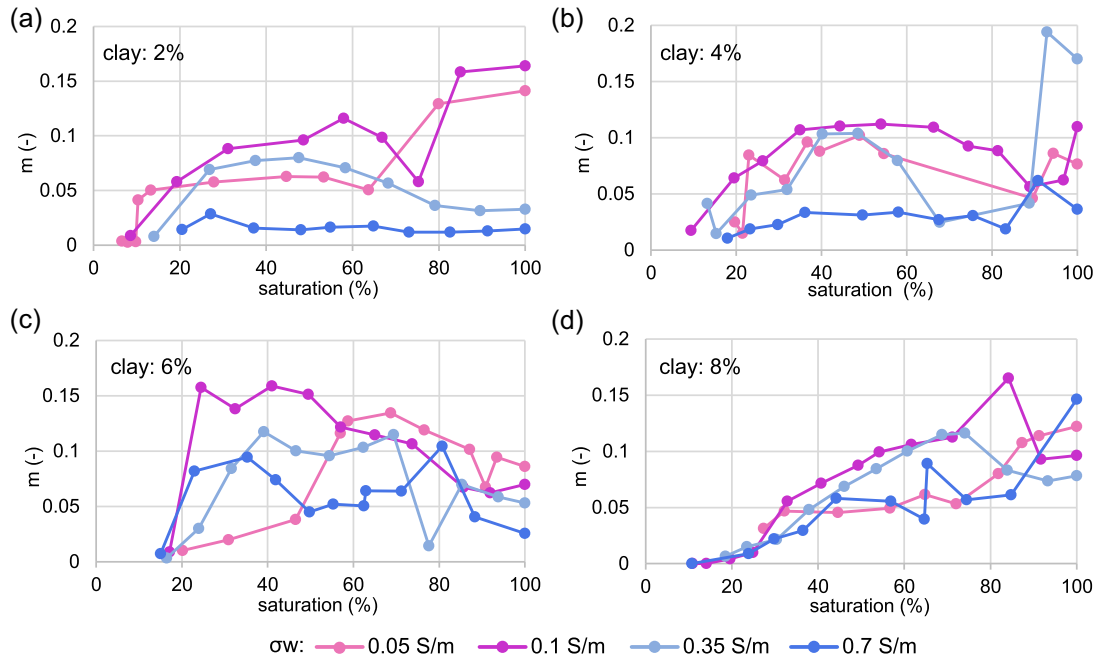 (a)
clay: 2%
0.2
0.15
0.1
0.05
0
m (-)
0 20 40 60 80 100
saturation (%)
(b)
clay: 4%
0.2
0.15
0.1
0.05
0
m (-)
0 20 40 60 80 100
saturation (%)
(c)
clay: 6%
0.2
0.15
0.1
0.05
0
m (-)
0 20 40 60 80 100
saturation (%)
(d)
clay: 8%
0.2
0.15
0.1
0.05
0
m (-)
0 20 40 60 80 100
saturation (%)
σw: 0.05 S/m 0.1 S/m 0.35 S/m 0.7 S/m